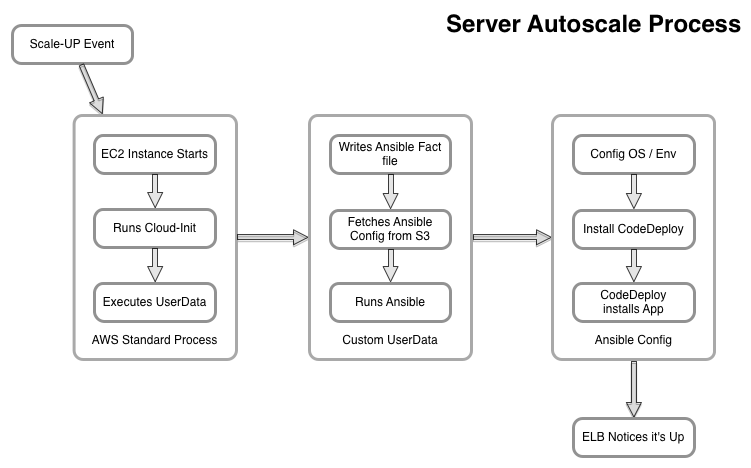 Server Autoscale Process
Scale-UP Event
EC2 Instance Starts
Runs Cloud-Init
Executes UserData
AWS Standard Process
Writes Ansible Fact
file
Fetches Ansible
Config from S3
Runs Ansible
Custom UserData
Config OS / Env
Install CodeDeploy
CodeDeploy
installs App
Ansible Config
ELB Notices it's Up